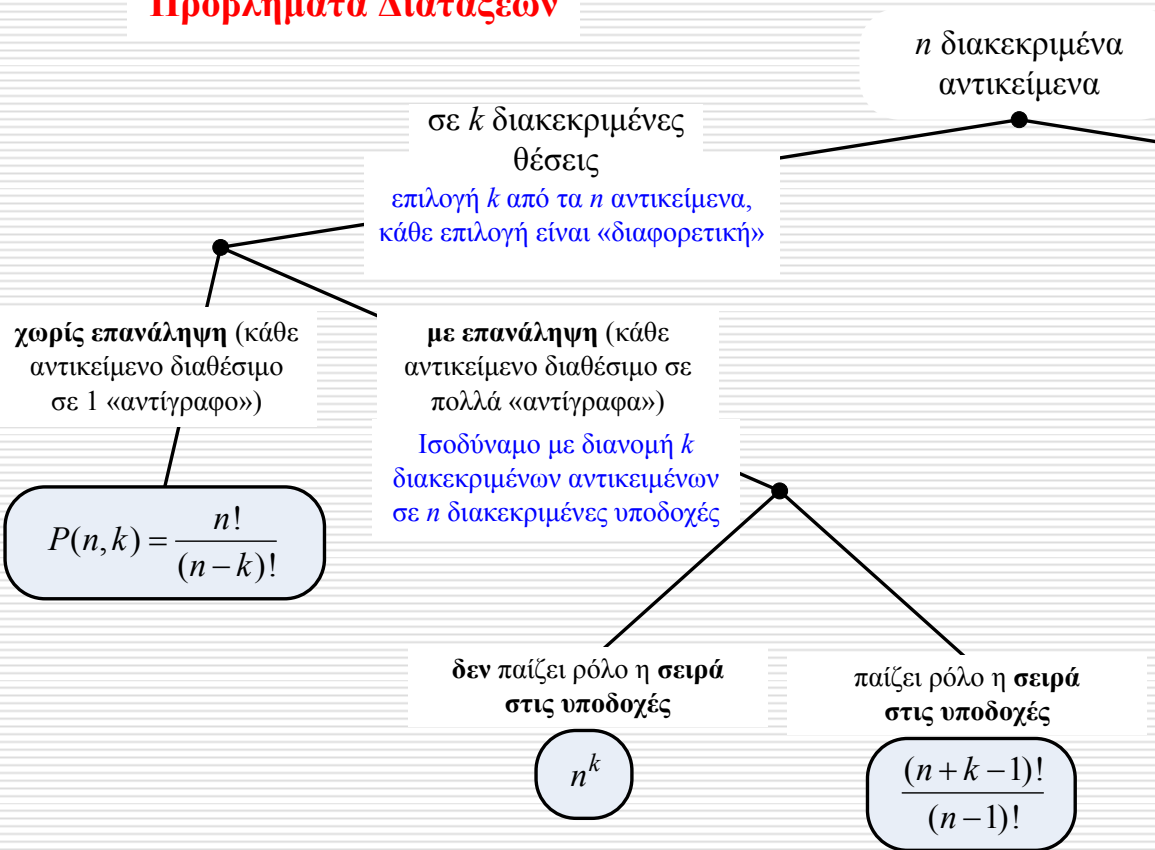 Προβλήματα Διατάξεων
n διακεκριμένα
αντικείμενα
σε k διακεκριμένες
θέσεις
επιλογή k από τα n αντικείμενα,
κάθε επιλογή είναι «διαφορετική»
χωρίς επανάληψη (κάθε
αντικείμενο διαθέσιμο
σε 1 «αντίγραφο»)
με επανάληψη (κάθε
αντικείμενο διαθέσιμο σε
πολλά «αντίγραφα»)
Ισοδύναμο με διανομή k
διακεκριμένων αντικειμένων
σε n διακεκριμένες υποδοχές
P(n,k) = n!/(n−k)!
δεν παίζει ρόλο η σειρά
στις υποδοχές
n^k
παίζει ρόλο η σειρά
στις υποδοχές
(n+k−1)!/(n−1)!